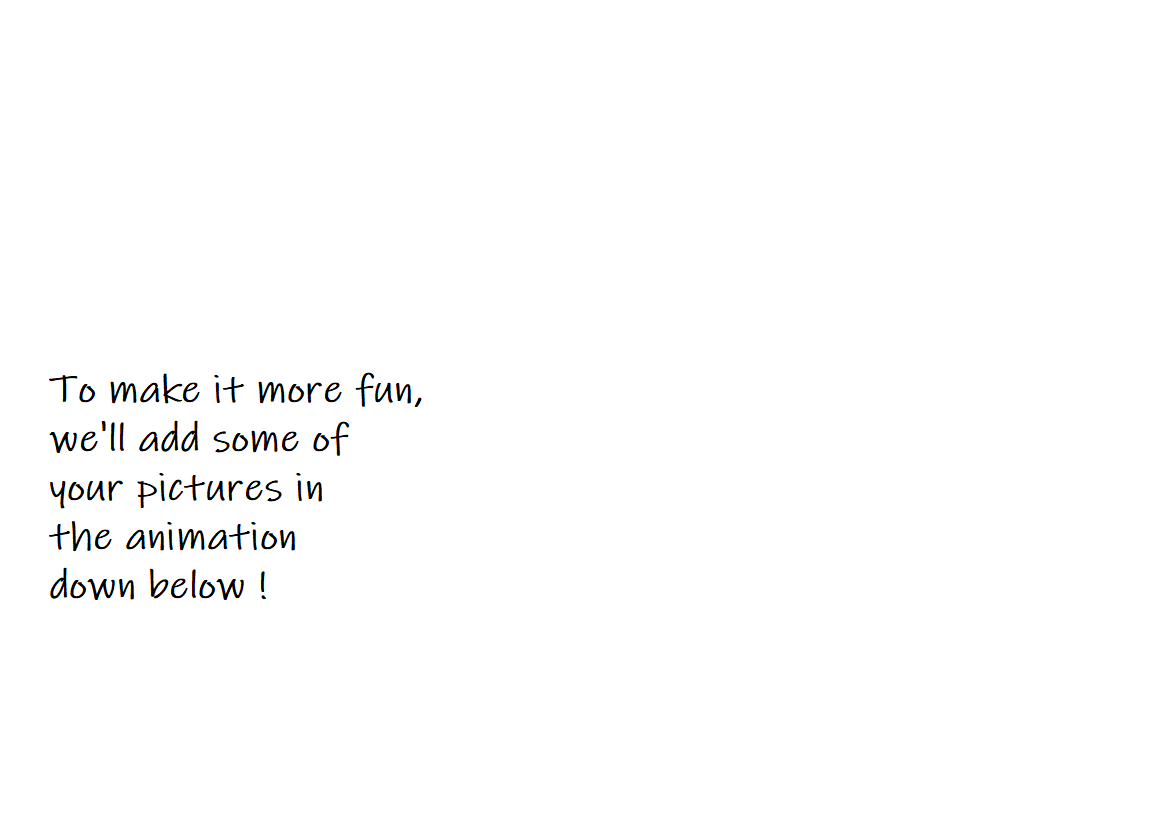 To make it more fun,
we'll add some of
your pictures in
the animation
down below !